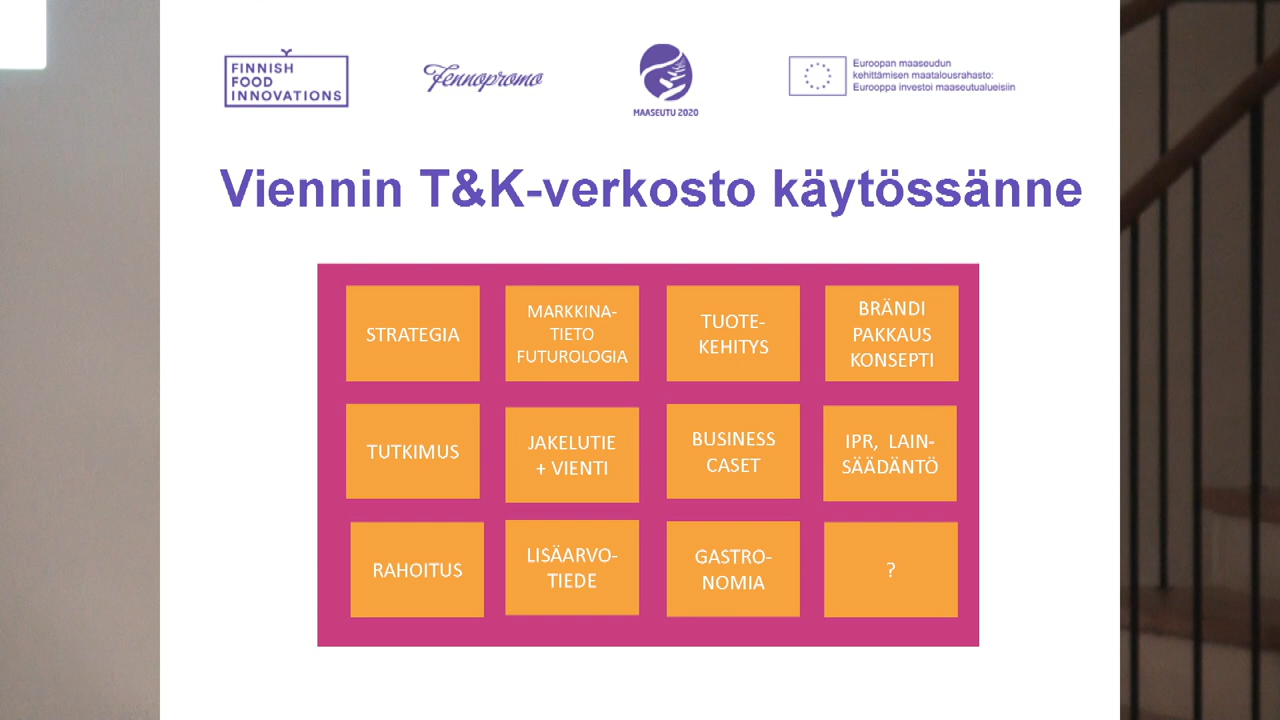 FINNISH
FOOD
INNOVATIONS
Fennopromo
MAASEUTU 2020
Euroopan maaseudun
kehittämisen maatalousrahasto:
Eurooppa investoi maaseutualueisiin
Viennin T&K-verkosto käytössänne
STRATEGIA
MARKKINA-
TIETO
FUTUROLOGIA
TUOTE-
KEHITYS
BRÄNDI
PAKKAUS
KONSEPTI
TUTKIMUS
JAKELUTIE
+ VIENTI
BUSINESS
CASET
IPR, LAIN-
SÄÄDÄNTÖ
RAHOITUS
LISÄARVO-
TIEDE
GASTRO-
NOMIA
?